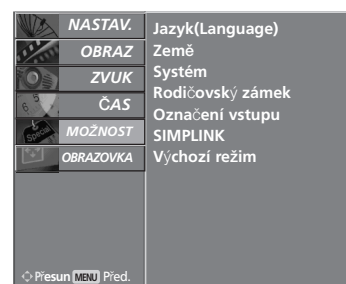 NASTAV.
OBRAZ
ZVUK
ČAS
MOŽNOST
OBRAZOVKA
Jazyk(Language)
Země
Systém
Rodičovský zámek
Označení vstupu
SIMPLINK
Výchozí režim
Přesun MENU Před.